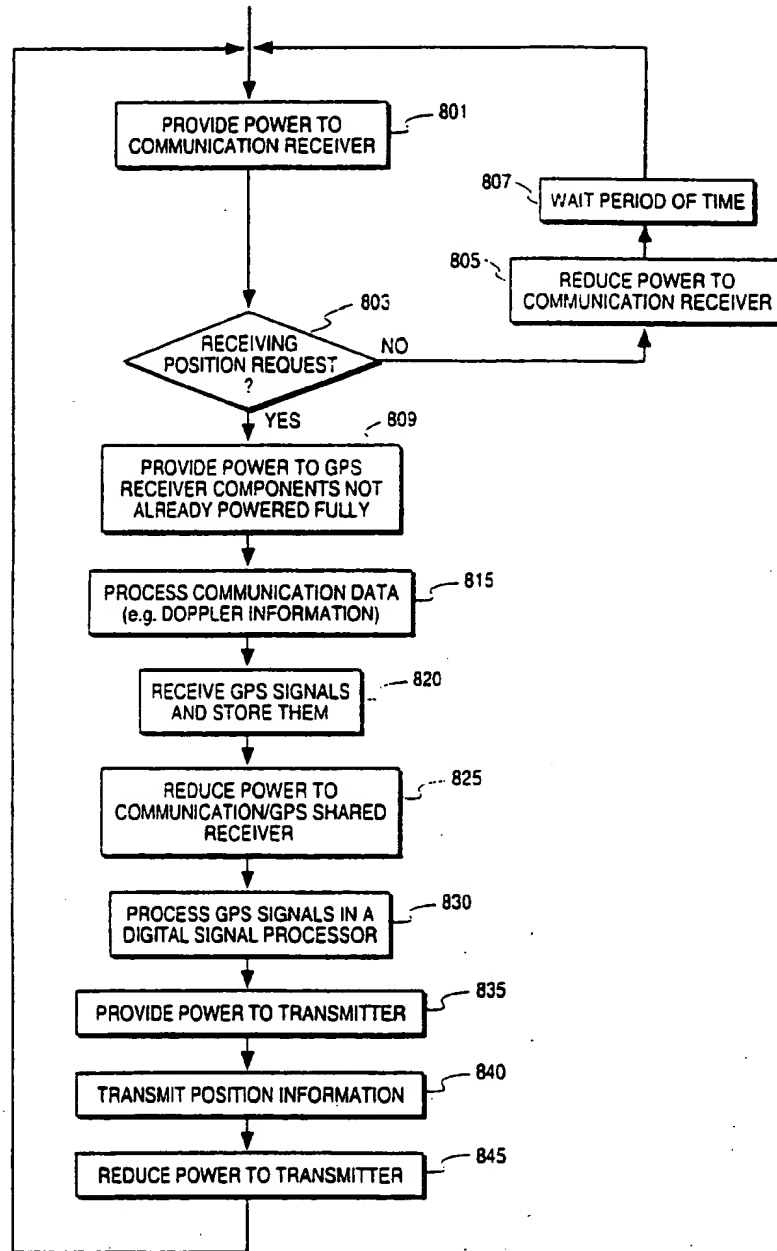 PROVIDE POWER TO
COMMUNICATION RECEIVER
801
807
WAIT PERIOD OF TIME
805
REDUCE POWER TO
COMMUNICATION RECEIVER
803
RECEIVING
POSITION REQUEST
?
NO
YES
809
PROVIDE POWER TO GPS
RECEIVER COMPONENTS NOT
ALREADY POWERED FULLY
PROCESS COMMUNICATION DATA
(e.g. DOPPLER INFORMATION)
815
RECEIVE GPS SIGNALS
AND STORE THEM
820
REDUCE POWER TO
COMMUNICATION/GPS SHARED
RECEIVER
825
PROCESS GPS SIGNALS IN A
DIGITAL SIGNAL PROCESSOR
830
PROVIDE POWER TO TRANSMITTER
835
TRANSMIT POSITION INFORMATION
840
REDUCE POWER TO TRANSMITTER
845